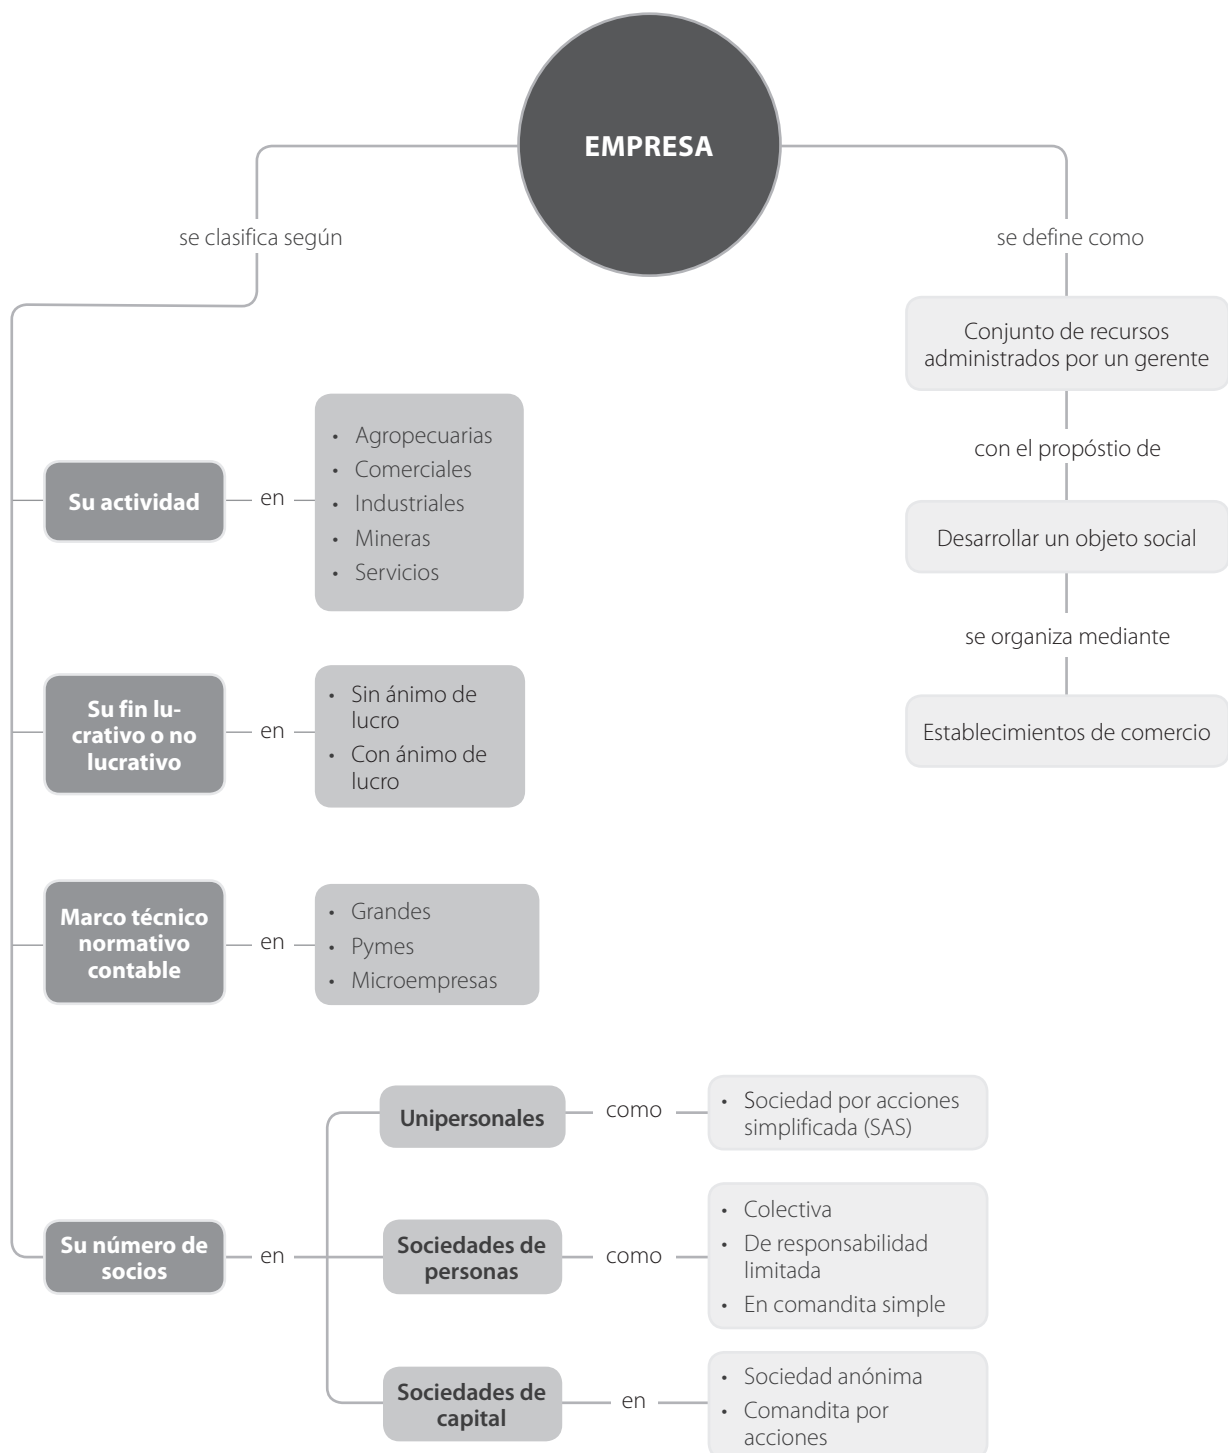 EMPRESA
se clasifica según
se define como
Conjunto de recursos
administrados por un gerente
con el propóstio de
Desarrollar un objeto social
se organiza mediante
Establecimientos de comercio
Su actividad
en
• Agropecuarias
• Comerciales
• Industriales
• Mineras
• Servicios
Su fin lu-
crativo o no
lucrativo
en
• Sin ánimo de
lucro
• Con ánimo de
lucro
Marco técnico
normativo
contable
en
• Grandes
• Pymes
• Microempresas
Su número de
socios
en
Unipersonales
como
• Sociedad por acciones
simplificada (SAS)
Sociedades de
personas
como
• Colectiva
• De responsabilidad
limitada
• En comandita simple
Sociedades de
capital
en
• Sociedad anónima
• Comandita por
acciones